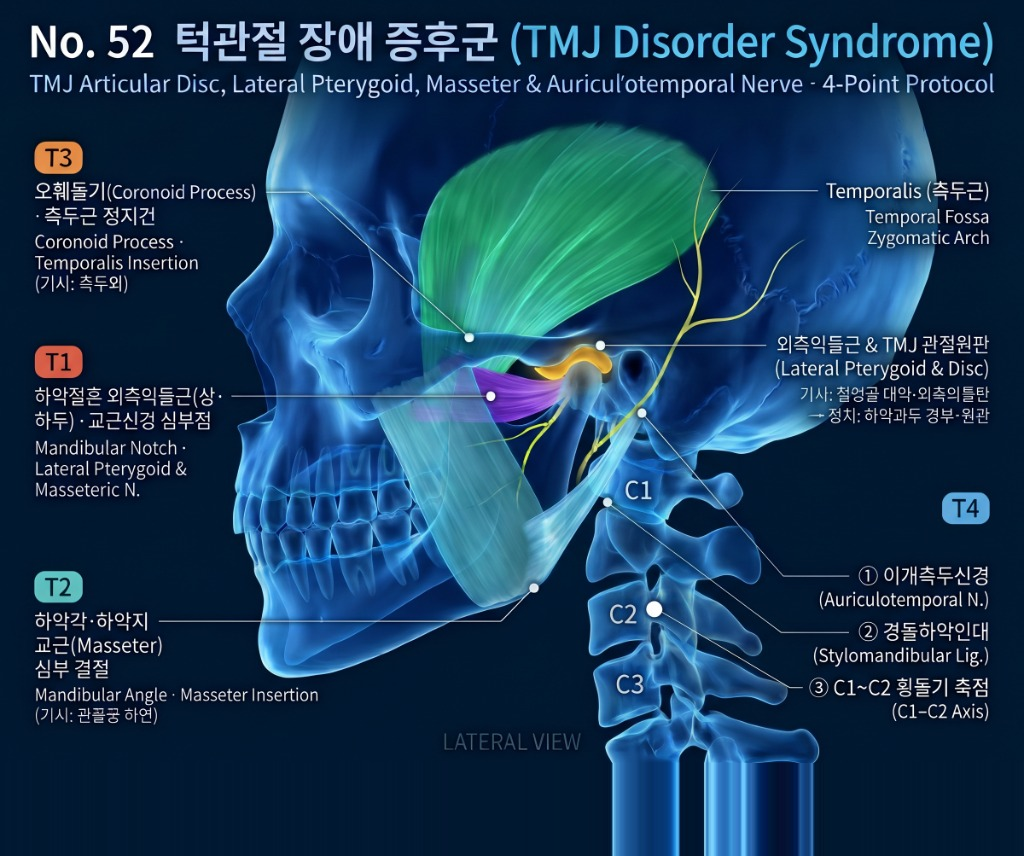 No. 52 턱관절 장애 증후군 (TMJ Disorder Syndrome)
TMJ Articular Disc, Lateral Pterygoid, Masseter & Auricul'otemporal Nerve · 4-Point Protocol
T3
오훼돌기(Coronoid Process)
· 측두근 정지건
Coronoid Process ·
Temporalis Insertion
(기시: 측두외)
T1
하악절흔 외측익들근(상·
하두) · 교근신겅 심부점
Mandibular Notch ·
Lateral Pterygoid &
Masseteric N.
T2
하악각·하악지
교근(Masseter)
심부 결절
Mandibular Angle · Masseter Insertion
(기시: 관골궁 하연)
Temporalis (측두근)
Temporal Fossa
Zygomatic Arch
외측익들근 & TMJ 관절원판
(Lateral Pterygoid & Disc)
기시: 철엉골 대악·외측의틀탄
→ 정치: 하악과두 경부·원관
T4
① 이개측두신경
(Auriculotemporal N.)
② 경돌하악인대
(Stylomandibular Lig.)
③ C1~C2 횡돌기 축점
(C1–C2 Axis)
C1
C2
C3
LATERAL VIEW